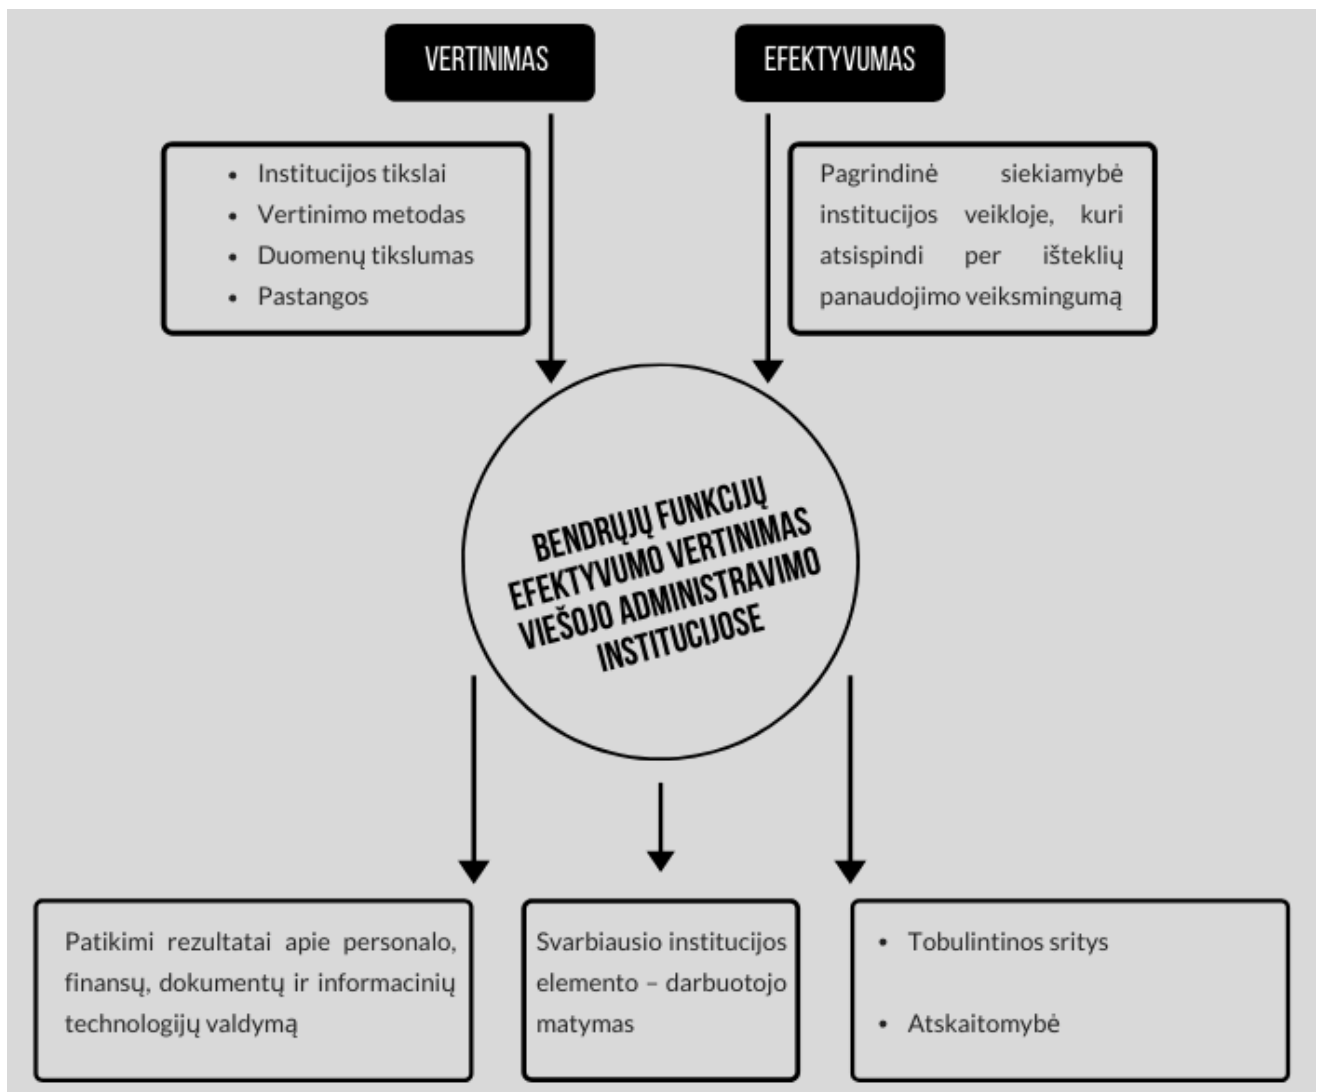 VERTINIMAS
EFEKTYVUMAS
• Institucijos tikslai
• Vertinimo metodas
• Duomenų tikslumas
• Pastangos
Pagrindinė siekiamybė
institucijos veikloje, kuri
atsispindi per išteklių
panaudojimo veiksmingumą
BENDRŲJŲ FUNKCIJŲ
EFEKTYVUMO VERTINIMAS
VIEŠOJO ADMINISTRAVIMO
INSTITUCIJOSE
Patikimi rezultatai apie personalo,
finansų, dokumentų ir informacinių
technologijų valdymą
Svarbiausio institucijos
elemento – darbuotojo
matymas
• Tobulintinos sritys
• Atskaitomybė